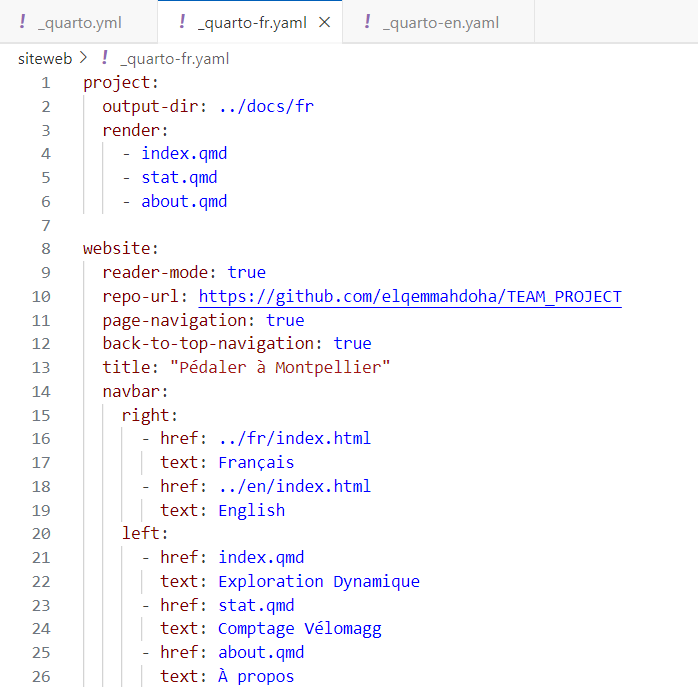 ! _quarto.yml ! _quarto-fr.yaml × ! _quarto-en.yaml
siteweb > ! _quarto-fr.yaml
1 project:
2   output-dir: ../docs/fr
3   render:
4     - index.qmd
5     - stat.qmd
6     - about.qmd
7
8 website:
9   reader-mode: true
10   repo-url: https://github.com/elqemmahdoha/TEAM_PROJECT
11   page-navigation: true
12   back-to-top-navigation: true
13   title: "Pédaler à Montpellier"
14   navbar:
15     right:
16       - href: ../fr/index.html
17         text: Français
18       - href: ../en/index.html
19         text: English
20     left:
21       - href: index.qmd
22         text: Exploration Dynamique
23       - href: stat.qmd
24         text: Comptage Vélomagg
25       - href: about.qmd
26         text: À propos